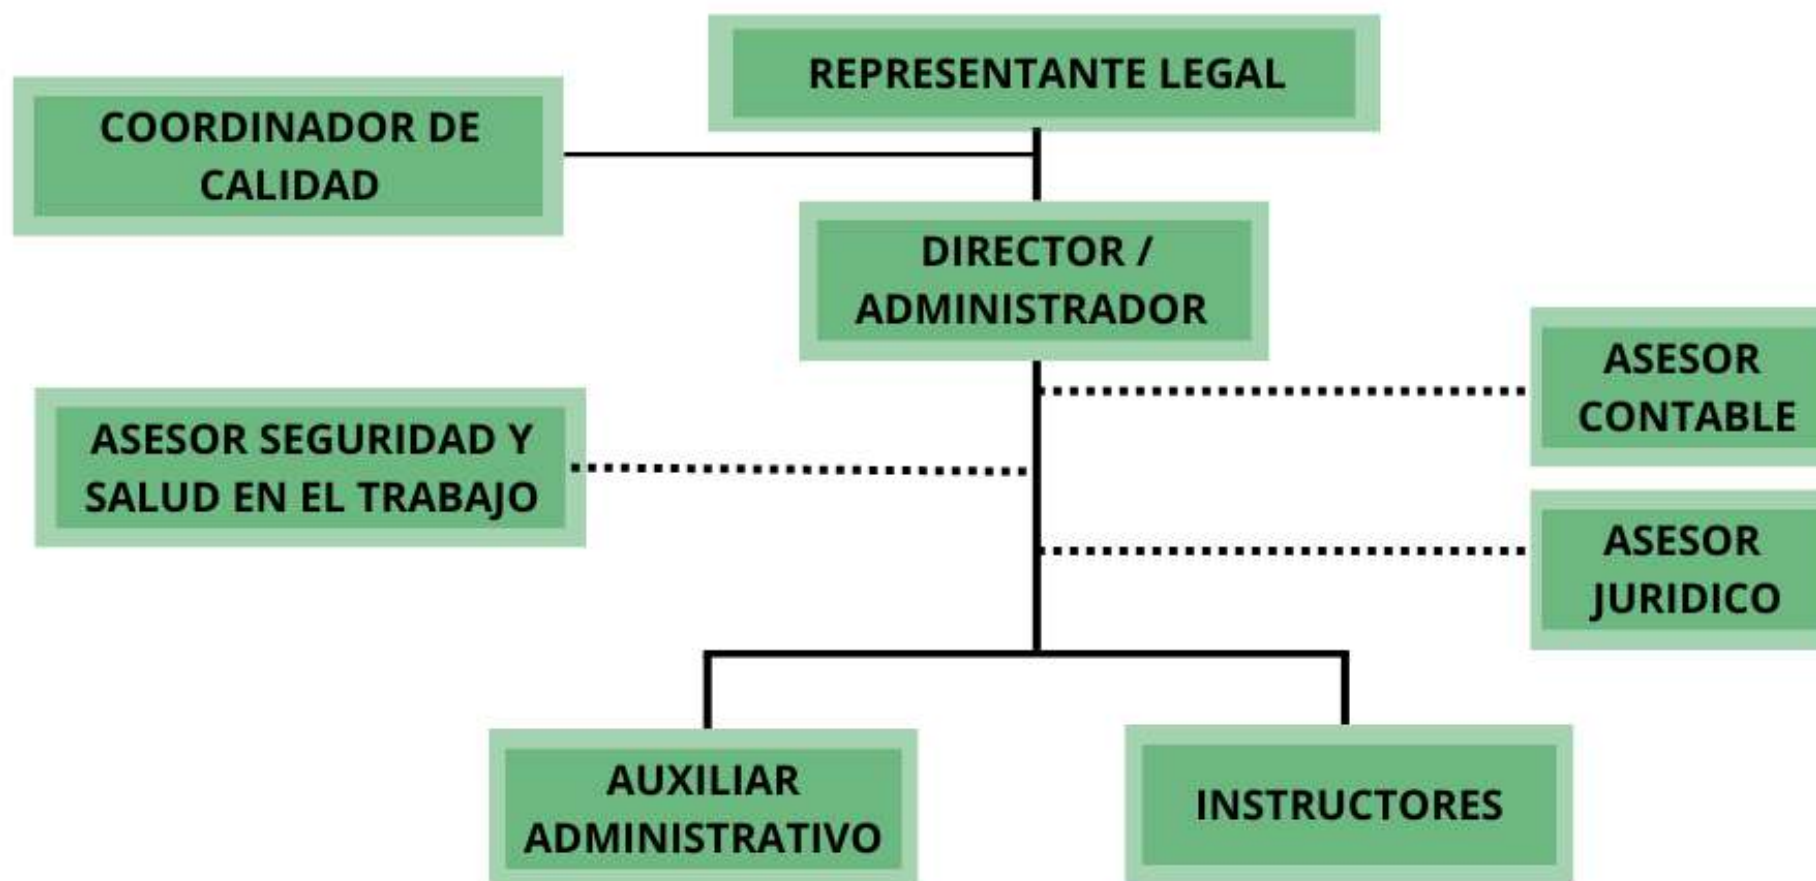 REPRESENTANTE LEGAL
COORDINADOR DE
CALIDAD
DIRECTOR /
ADMINISTRADOR
ASESOR
CONTABLE
ASESOR SEGURIDAD Y
SALUD EN EL TRABAJO
ASESOR
JURIDICO
AUXILIAR
ADMINISTRATIVO
INSTRUCTORES